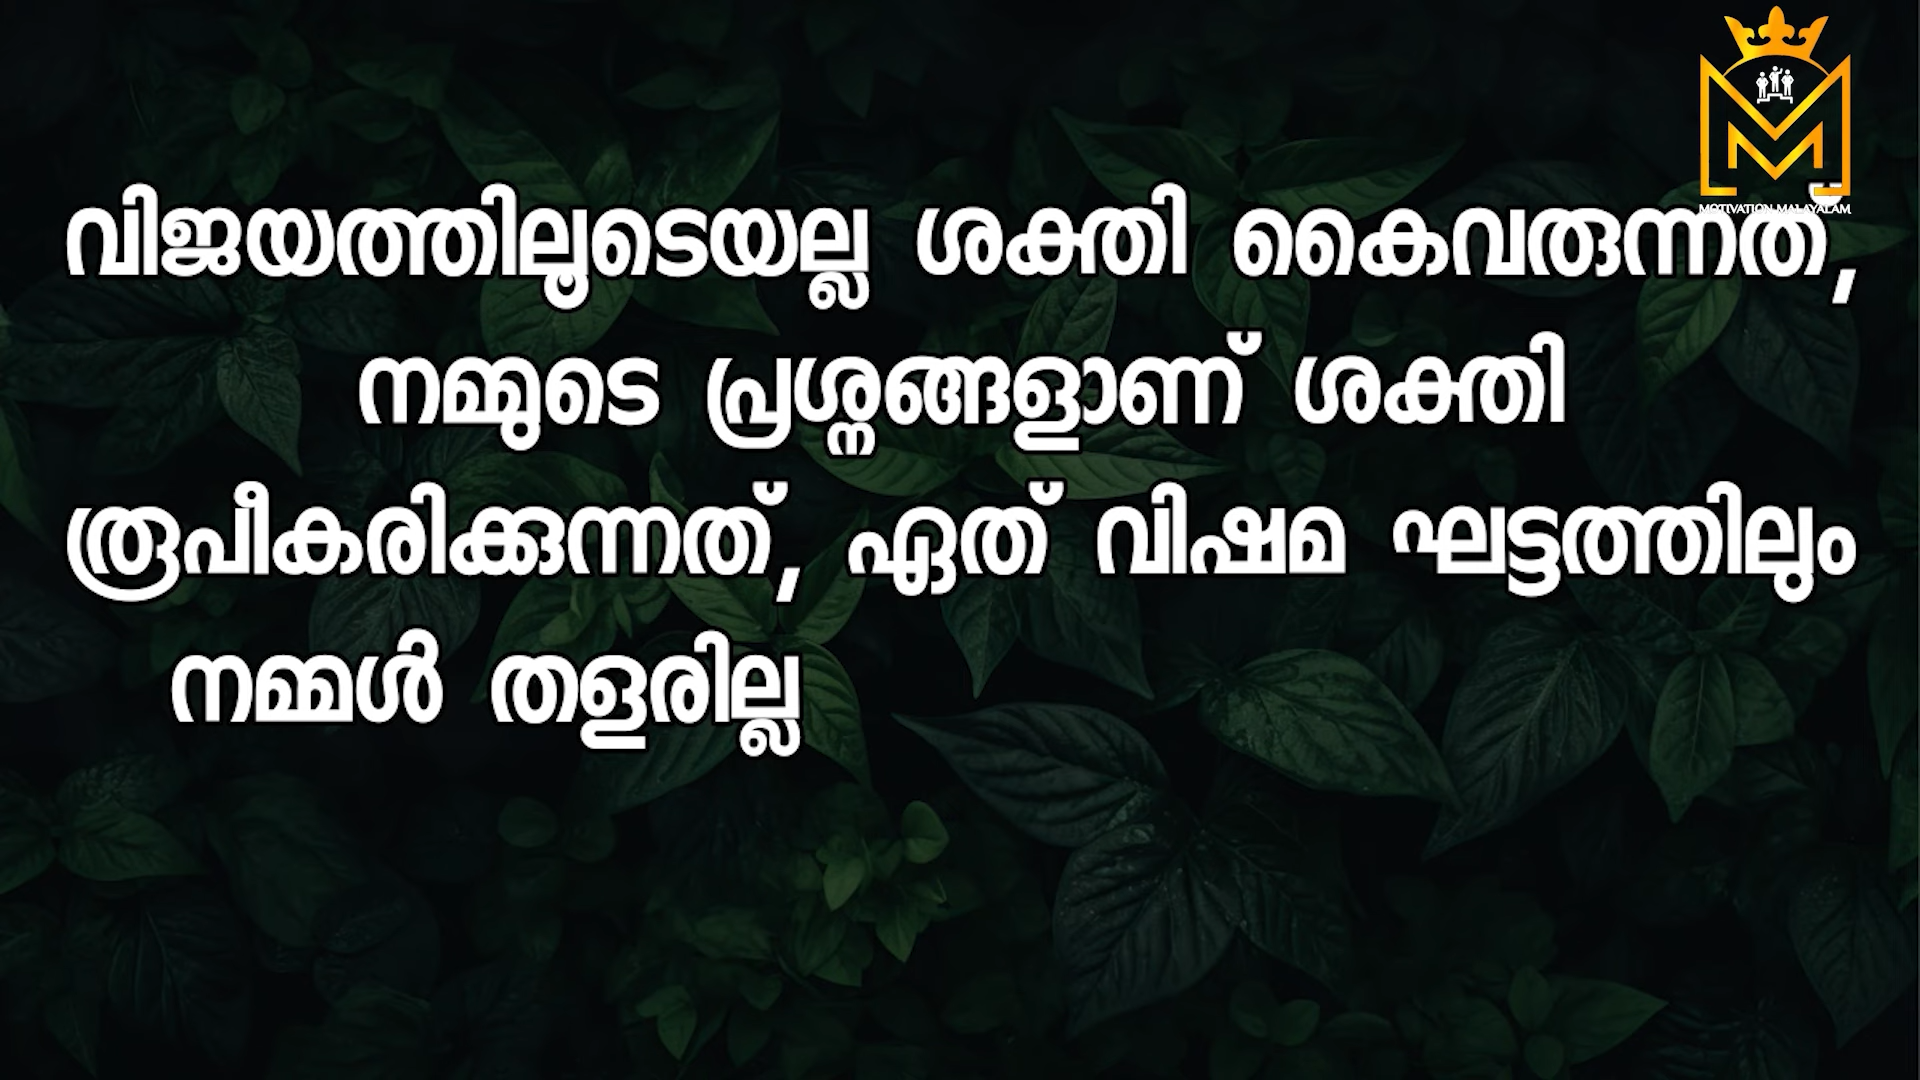 MOTIVATION MALAYALAM
വിജയത്തിലൂടെയല്ല ശക്തി കൈവരുന്നത്,
നമ്മുടെ പ്രശ്നങ്ങളാണ് ശക്തി
രൂപീകരിക്കുന്നത്, ഏത് വിഷമ ഘട്ടത്തിലും
നമ്മൾ തളരില്ല